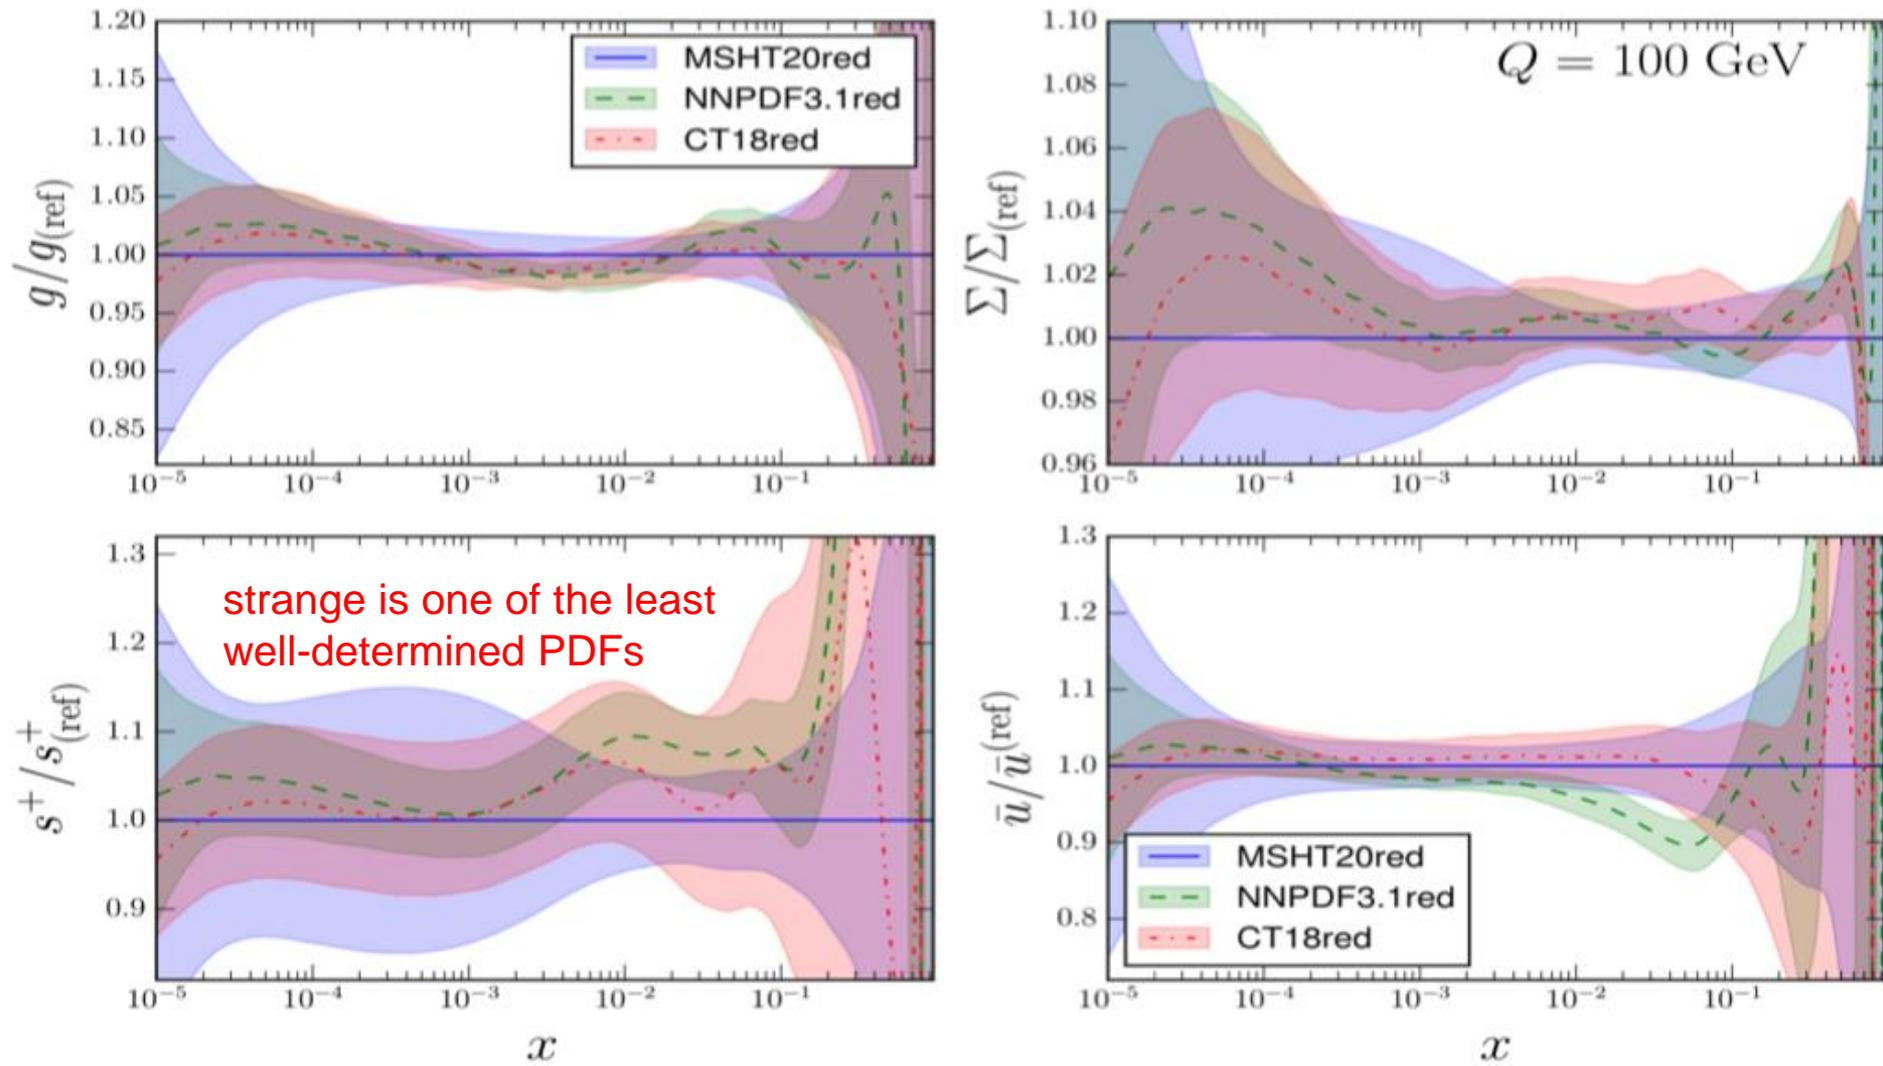 1.20
1.15
1.10
1.05
1.00
0.95
0.90
0.85
g/g(ref)
MSHT20red
NNPDF3.1red
CT18red
10⁻⁵ 10⁻⁴ 10⁻³ 10⁻² 10⁻¹
1.10
1.08
1.06
1.04
1.02
1.00
0.98
0.96
Σ/Σ(ref)
Q = 100 GeV
10⁻⁵ 10⁻⁴ 10⁻³ 10⁻² 10⁻¹
1.3
1.2
1.1
1.0
0.9
s⁺/s⁺(ref)
strange is one of the least
well-determined PDFs
10⁻⁵ 10⁻⁴ 10⁻³ 10⁻² 10⁻¹
x
1.3
1.2
1.1
1.0
0.9
0.8
ū/ū(ref)
MSHT20red
NNPDF3.1red
CT18red
10⁻⁵ 10⁻⁴ 10⁻³ 10⁻² 10⁻¹
x